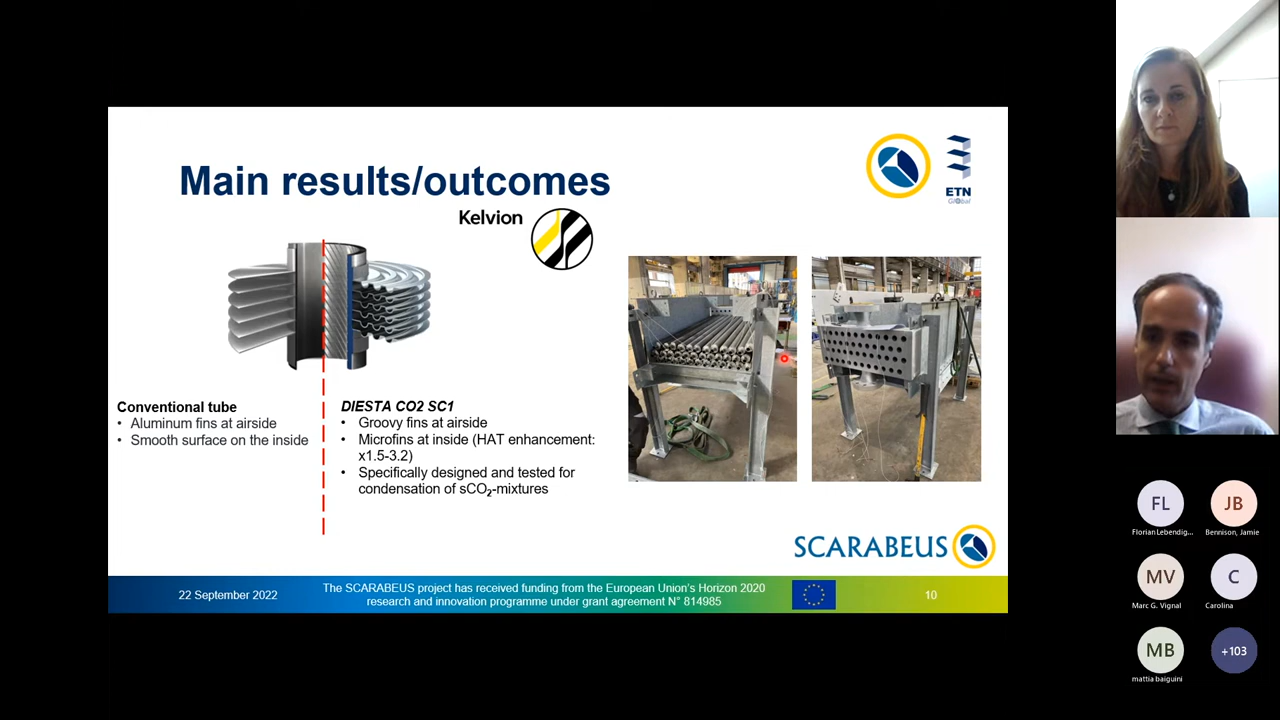 Main results/outcomes
ETN
Global
Kelvion
Conventional tube
• Aluminum fins at airside
• Smooth surface on the inside
DIESTA CO2 SC1
• Groovy fins at airside
• Microfins at inside (HAT enhancement:
x1.5-3.2)
• Specifically designed and tested for
condensation of sCO₂-mixtures
SCARABEUS
22 September 2022
The SCARABEUS project has received funding from the European Union's Horizon 2020
research and innovation programme under grant agreement N° 814985
10
FL
Florian Lebendig...
JB
Bennison, Jamie
MV
Marc G. Vignal
C
Carolina
MB
mattia baiguini
+103